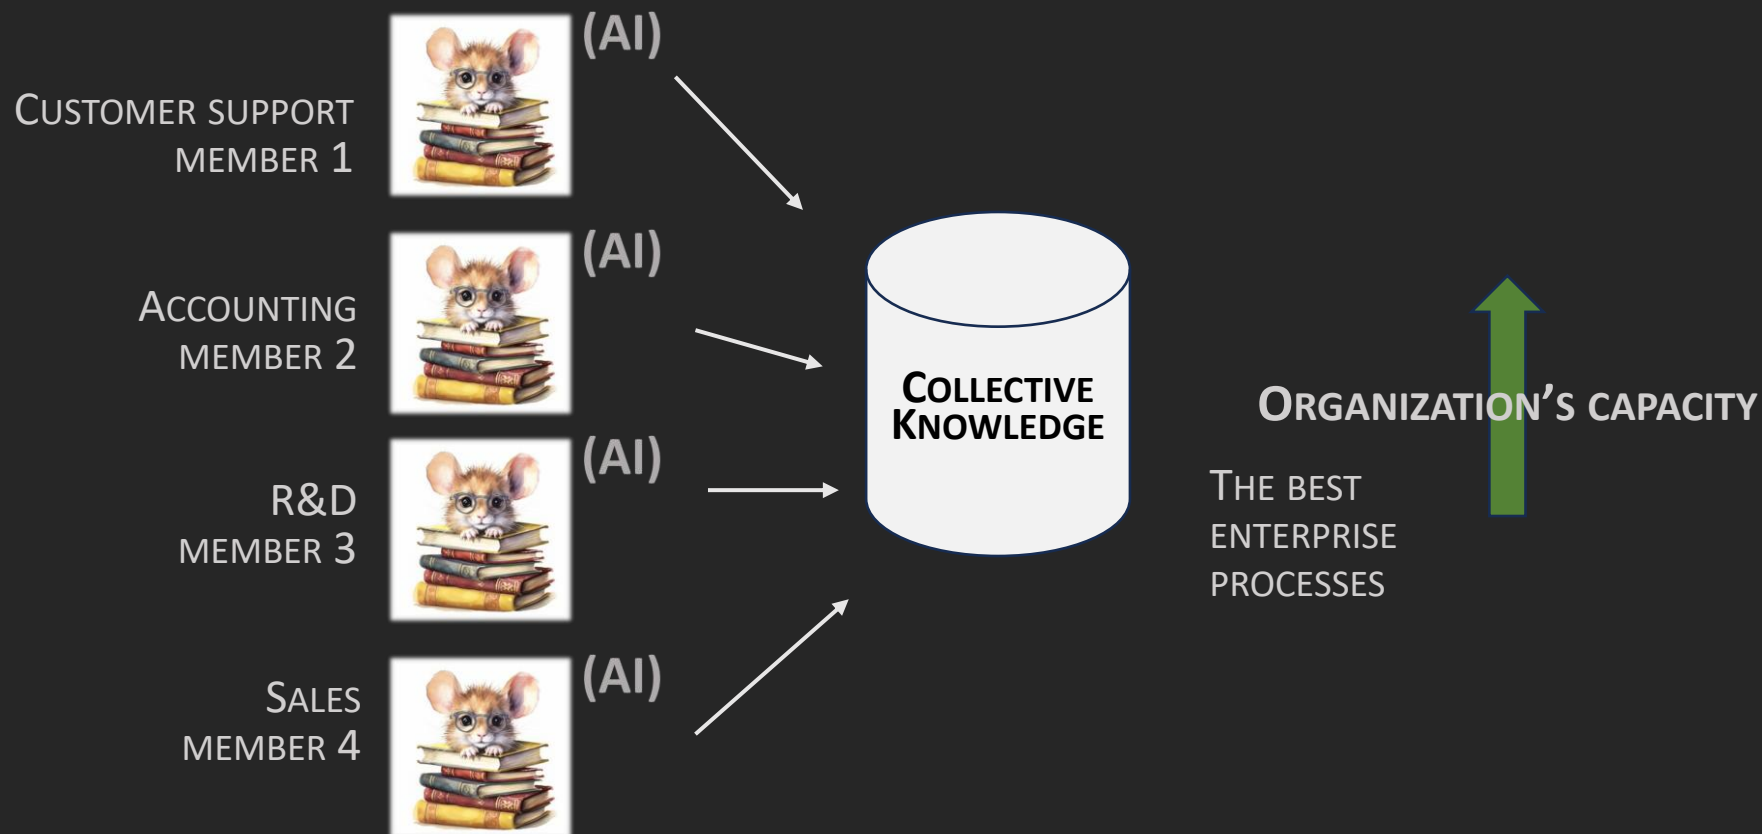 CUSTOMER SUPPORT
MEMBER 1
(AI)
ACCOUNTING
MEMBER 2
(AI)
R&D
MEMBER 3
(AI)
SALES
MEMBER 4
(AI)
COLLECTIVE
KNOWLEDGE
ORGANIZATION'S CAPACITY
THE BEST
ENTERPRISE
PROCESSES